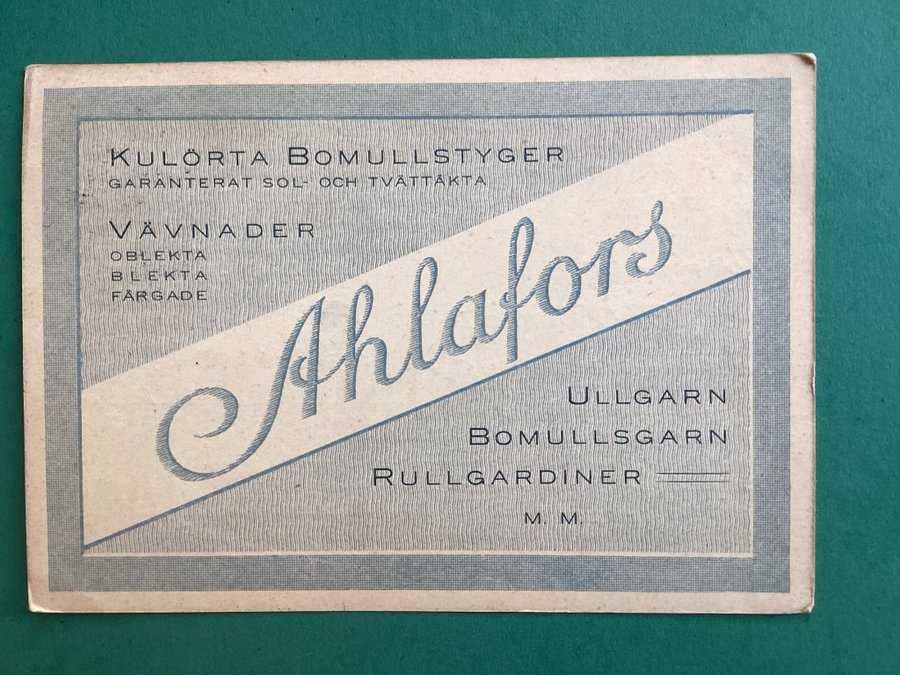 KULÖRTA BOMULLSTYGER
GARANTERAT SOL- OCH TVÄTTÄKTA
VÄVNADER
OBLEKTA
BLEKTA
FÄRGADE
Ahlafors
ULLGARN
BOMULLSGARN
RULLGARDINER
M. M.